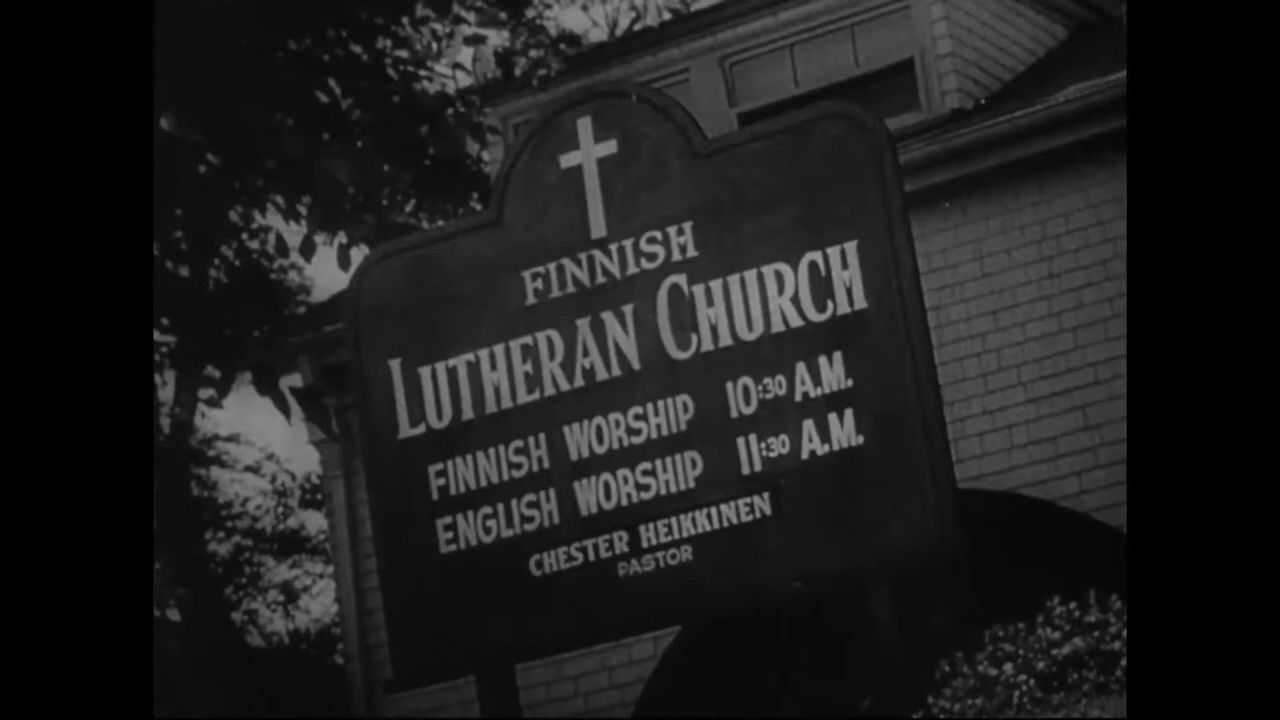 FINNISH
LUTHERAN CHURCH
FINNISH WORSHIP 10:30 A.M.
ENGLISH WORSHIP 11:30 A.M.
CHESTER HEIKKINEN
PASTOR